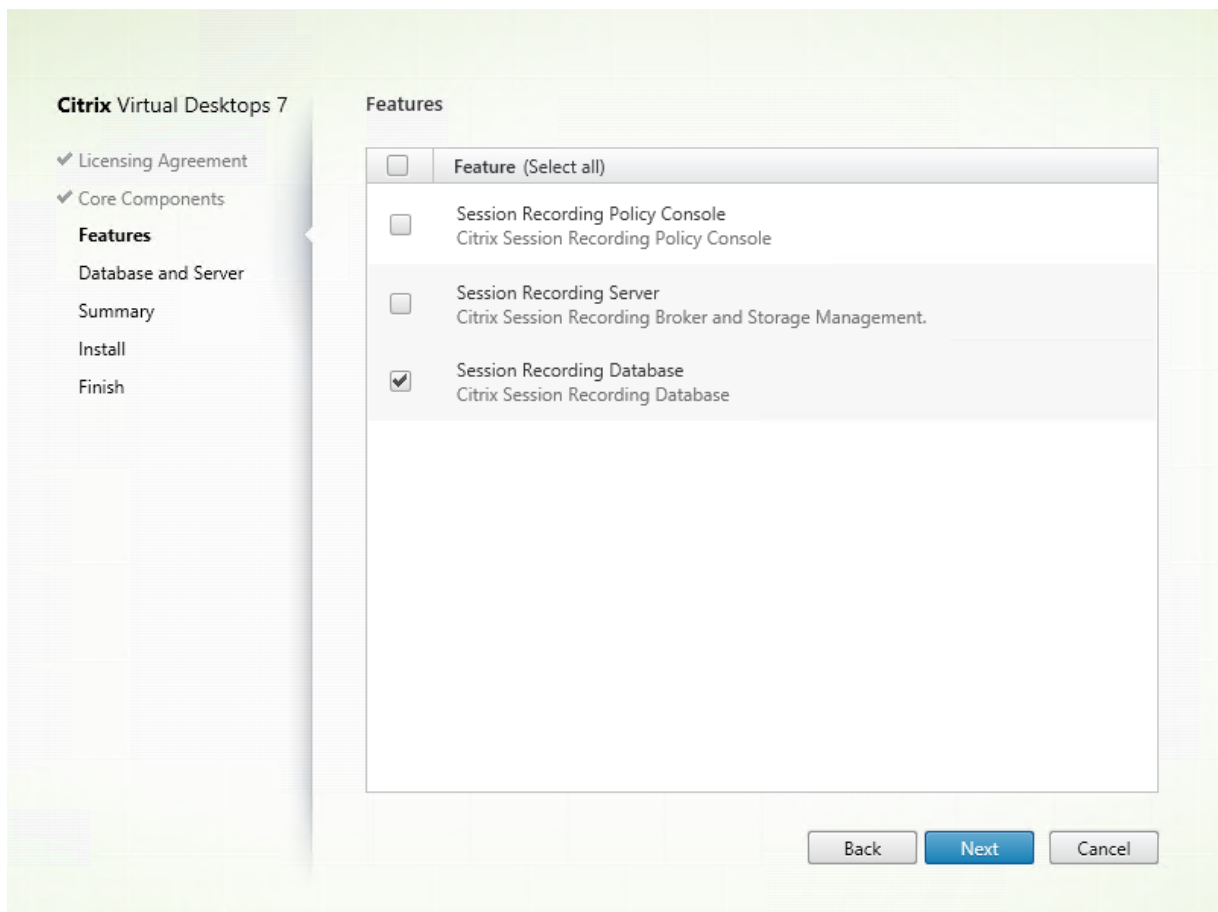 Citrix Virtual Desktops 7
Licensing Agreement
Core Components
Features
Database and Server
Summary
Install
Finish
Features
Feature (Select all)
Session Recording Policy Console
Citrix Session Recording Policy Console
Session Recording Server
Citrix Session Recording Broker and Storage Management.
Session Recording Database
Citrix Session Recording Database
Back Next Cancel